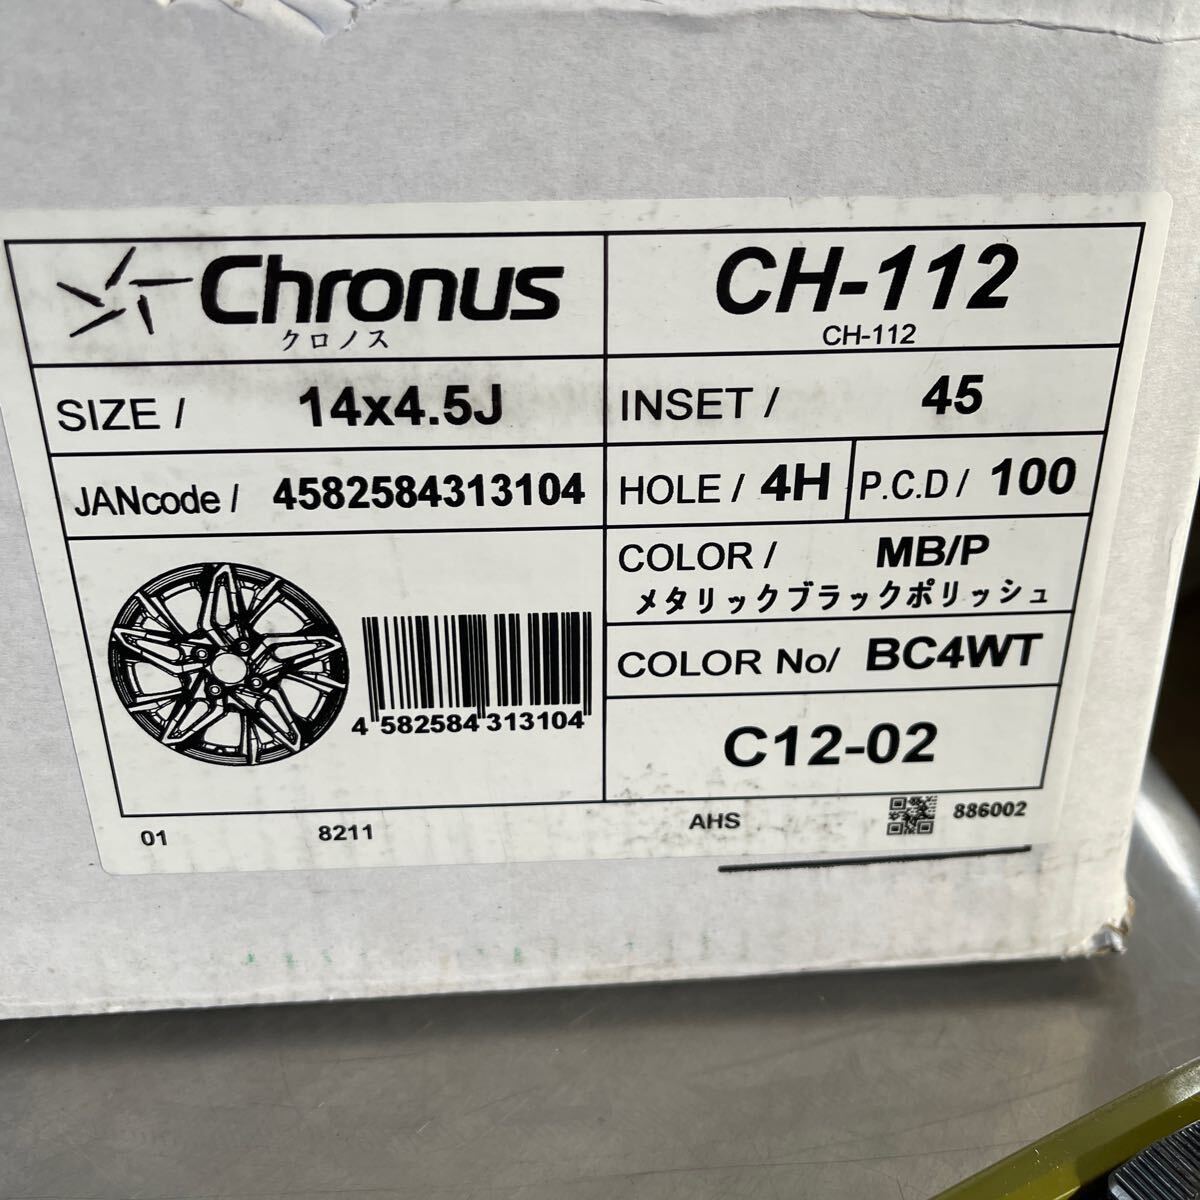 Chronus
クロノス
CH-112
CH-112
SIZE / 14x4.5J
INSET / 45
JANcode / 4582584313104
HOLE / 4H
P.C.D / 100
COLOR / MB/P
メタリックブラックポリッシュ
COLOR No/ BC4WT
4 582584 313104
C12-02
01 8211 AHS 886002